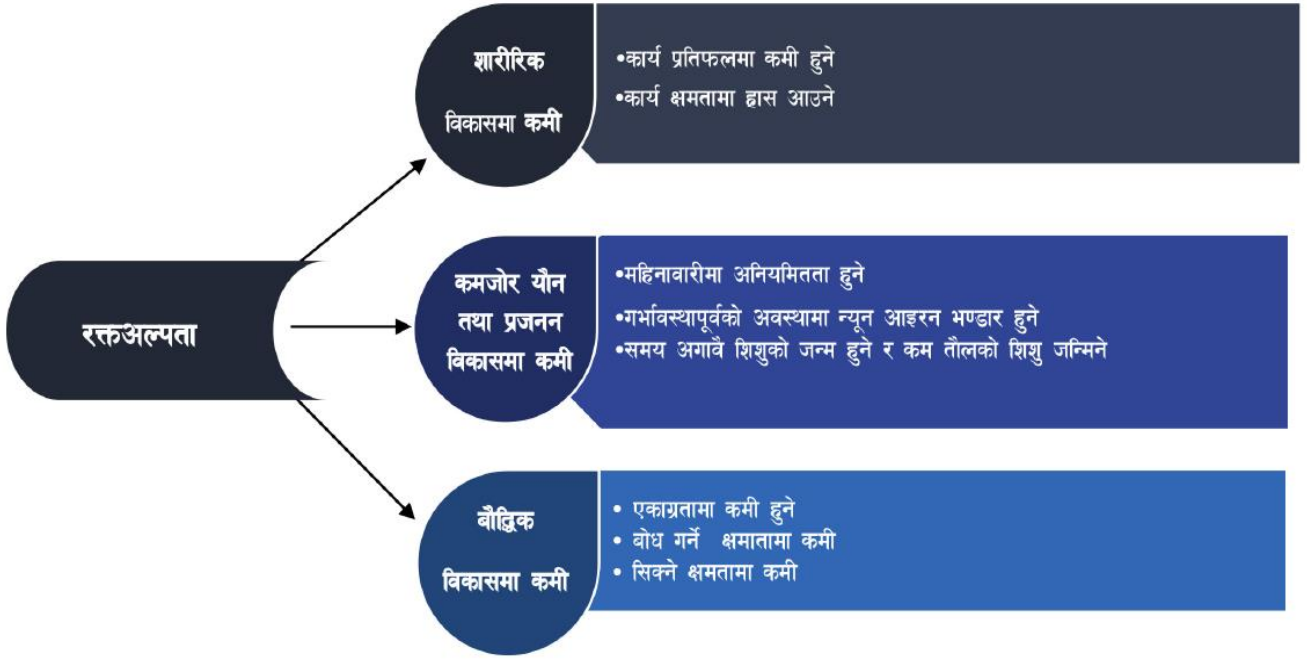 रक्तअल्पता
शारीरिक
विकासमा कमी
•कार्य प्रतिफलमा कमी हुने
•कार्य क्षमतामा ह्रास आउने
कमजोर यौन
तथा प्रजनन
विकासमा कमी
•महिनावारीमा अनियमितता हुने
•गर्भावस्थापूर्वको अवस्थामा न्यून आइरन भण्डार हुने
•समय अगावै शिशुको जन्म हुने र कम तौलको शिशु जन्मिने
बौद्धिक
विकासमा कमी
• एकाग्रतामा कमी हुने
• बोध गर्ने क्षमातामा कमी
• सिक्ने क्षमतामा कमी